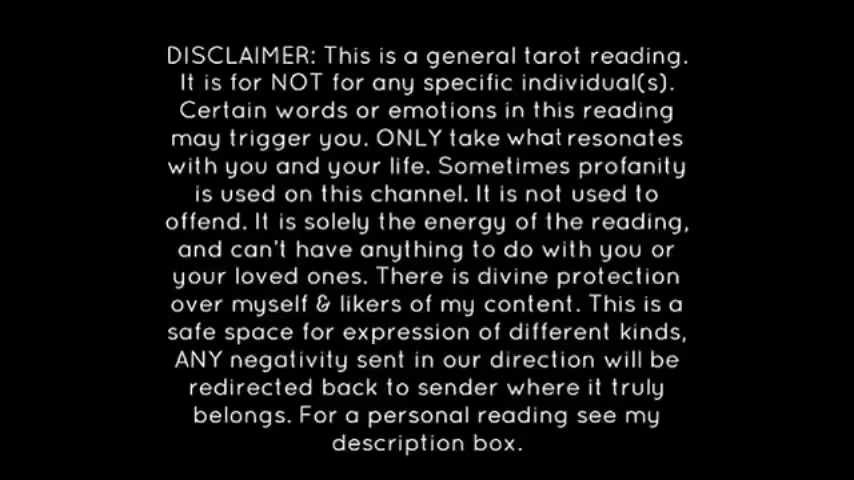 DISCLAIMER: This is a general tarot reading.
It is for NOT for any specific individual(s).
Certain words or emotions in this reading
may trigger you. ONLY take what resonates
with you and your life. Sometimes profanity
is used on this channel. It is not used to
offend. It is solely the energy of the reading,
and can't have anything to do with you or
your loved ones. There is divine protection
over myself & likers of my content. This is a
safe space for expression of different kinds,
ANY negativity sent in our direction will be
redirected back to sender where it truly
belongs. For a personal reading see my
description box.